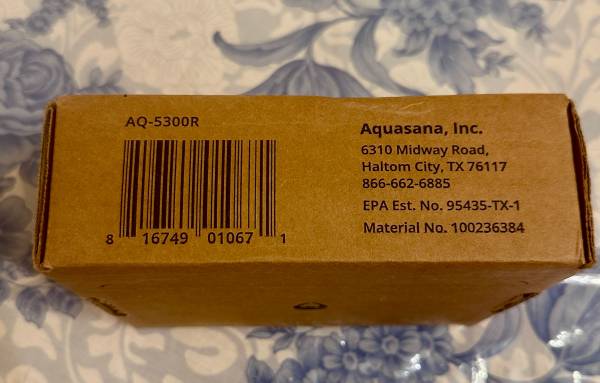 AQ-5300R
8 16749 01067 1
Aquasana, Inc.
6310 Midway Road,
Haltom City, TX 76117
866-662-6885
EPA Est. No. 95435-TX-1
Material No. 100236384